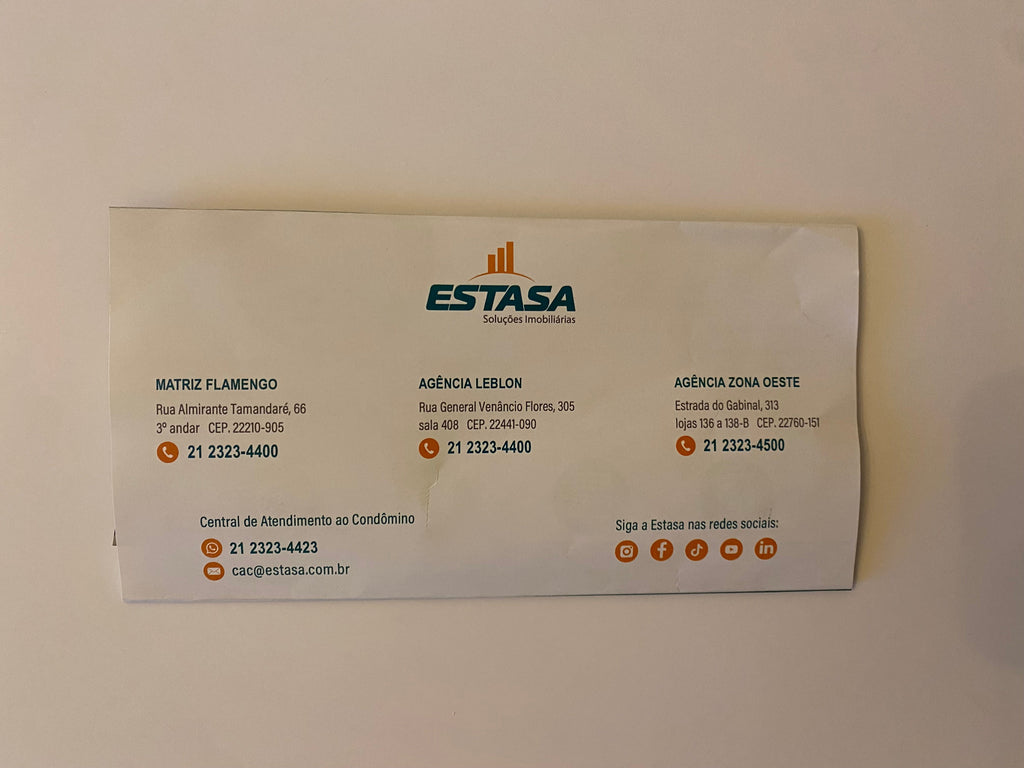 ESTASA
Soluções Imobiliárias
MATRIZ FLAMENGO
Rua Almirante Tamandaré, 66
3º andar CEP. 22210-905
21 2323-4400
AGÊNCIA LEBLON
Rua General Venâncio Flores, 305
sala 408 CEP. 22441-090
21 2323-4400
AGÊNCIA ZONA OESTE
Estrada do Gabinal, 313
lojas 136 a 138-B CEP. 22760-151
21 2323-4500
Central de Atendimento ao Condômino
21 2323-4423
cac@estasa.com.br
Siga a Estasa nas redes sociais: